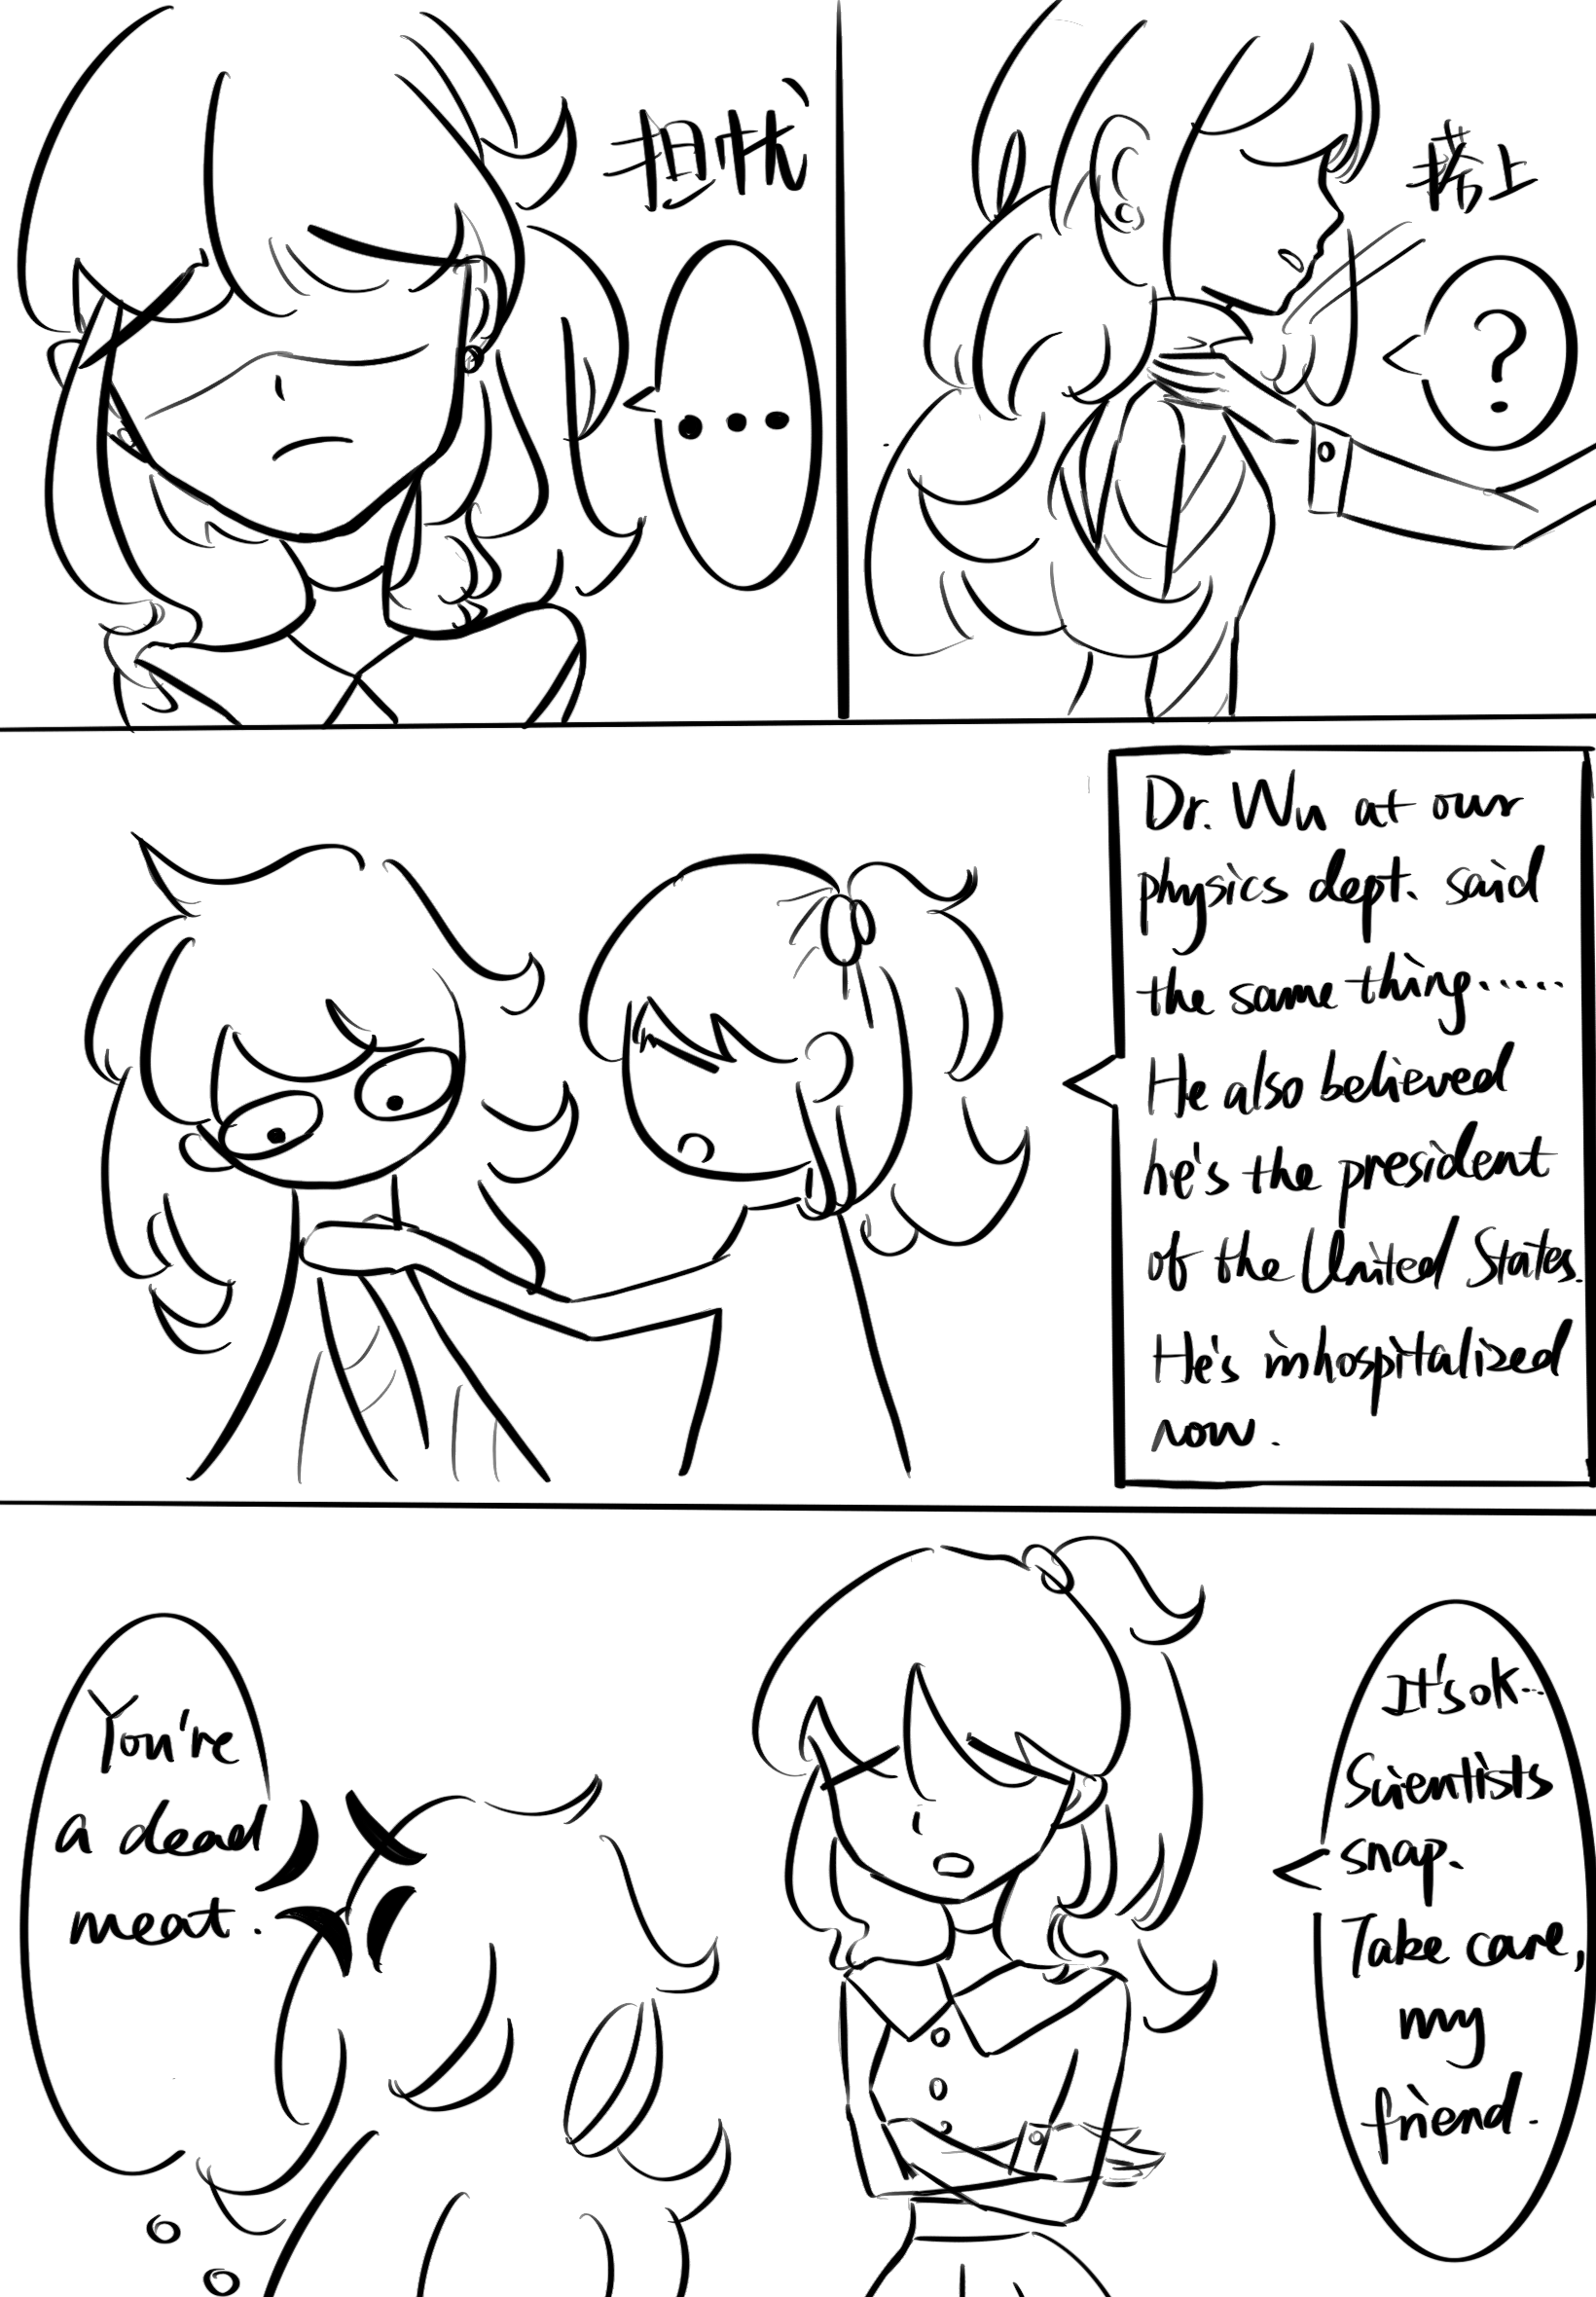 担忧
...
搭上
?
Dr. Wu at our
physics dept. said
the same thing.....
He also believed
he's the president
of the United States.
He's inhospitalized
now.
You're
a dead
meat.
It's ok...
Scientists
snap.
Take care,
my
friend.